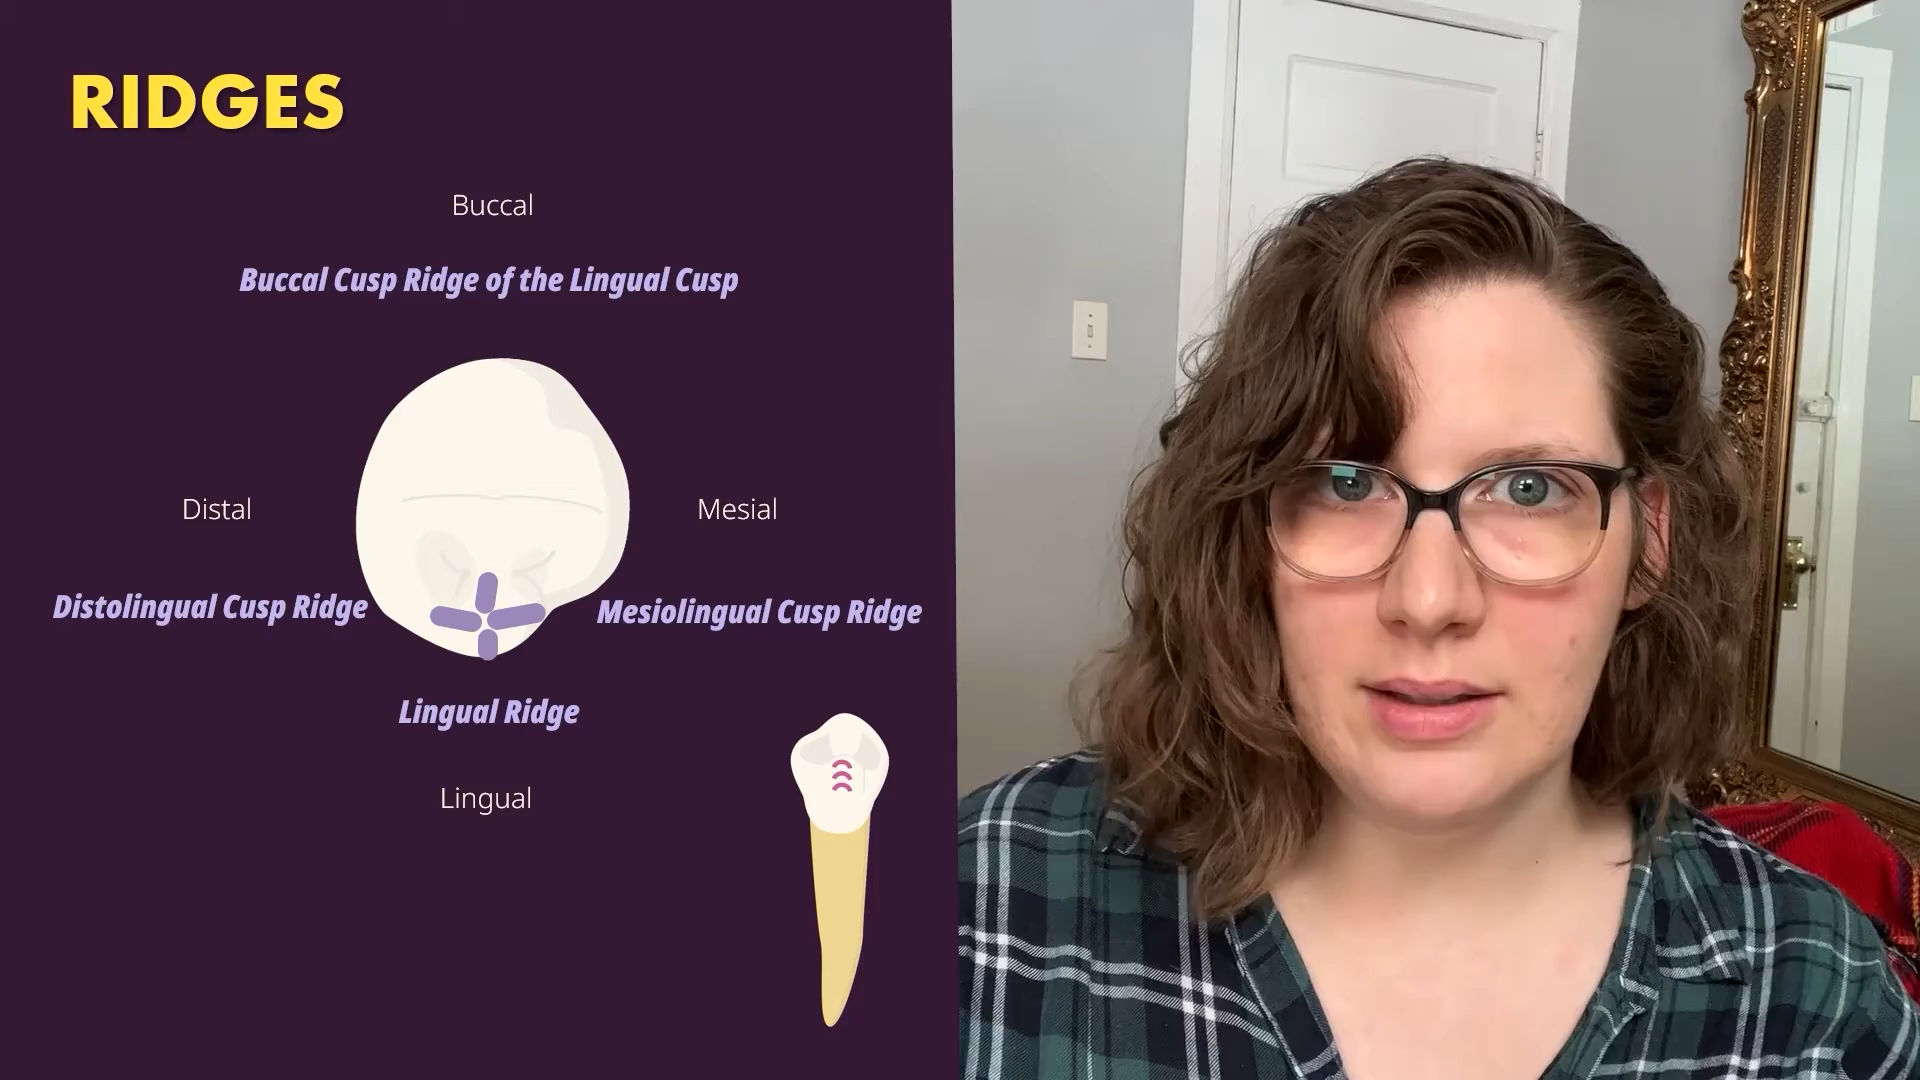 RIDGES
Buccal
Buccal Cusp Ridge of the Lingual Cusp
Distal
Mesial
Distolingual Cusp Ridge
Mesiolingual Cusp Ridge
Lingual Ridge
Lingual